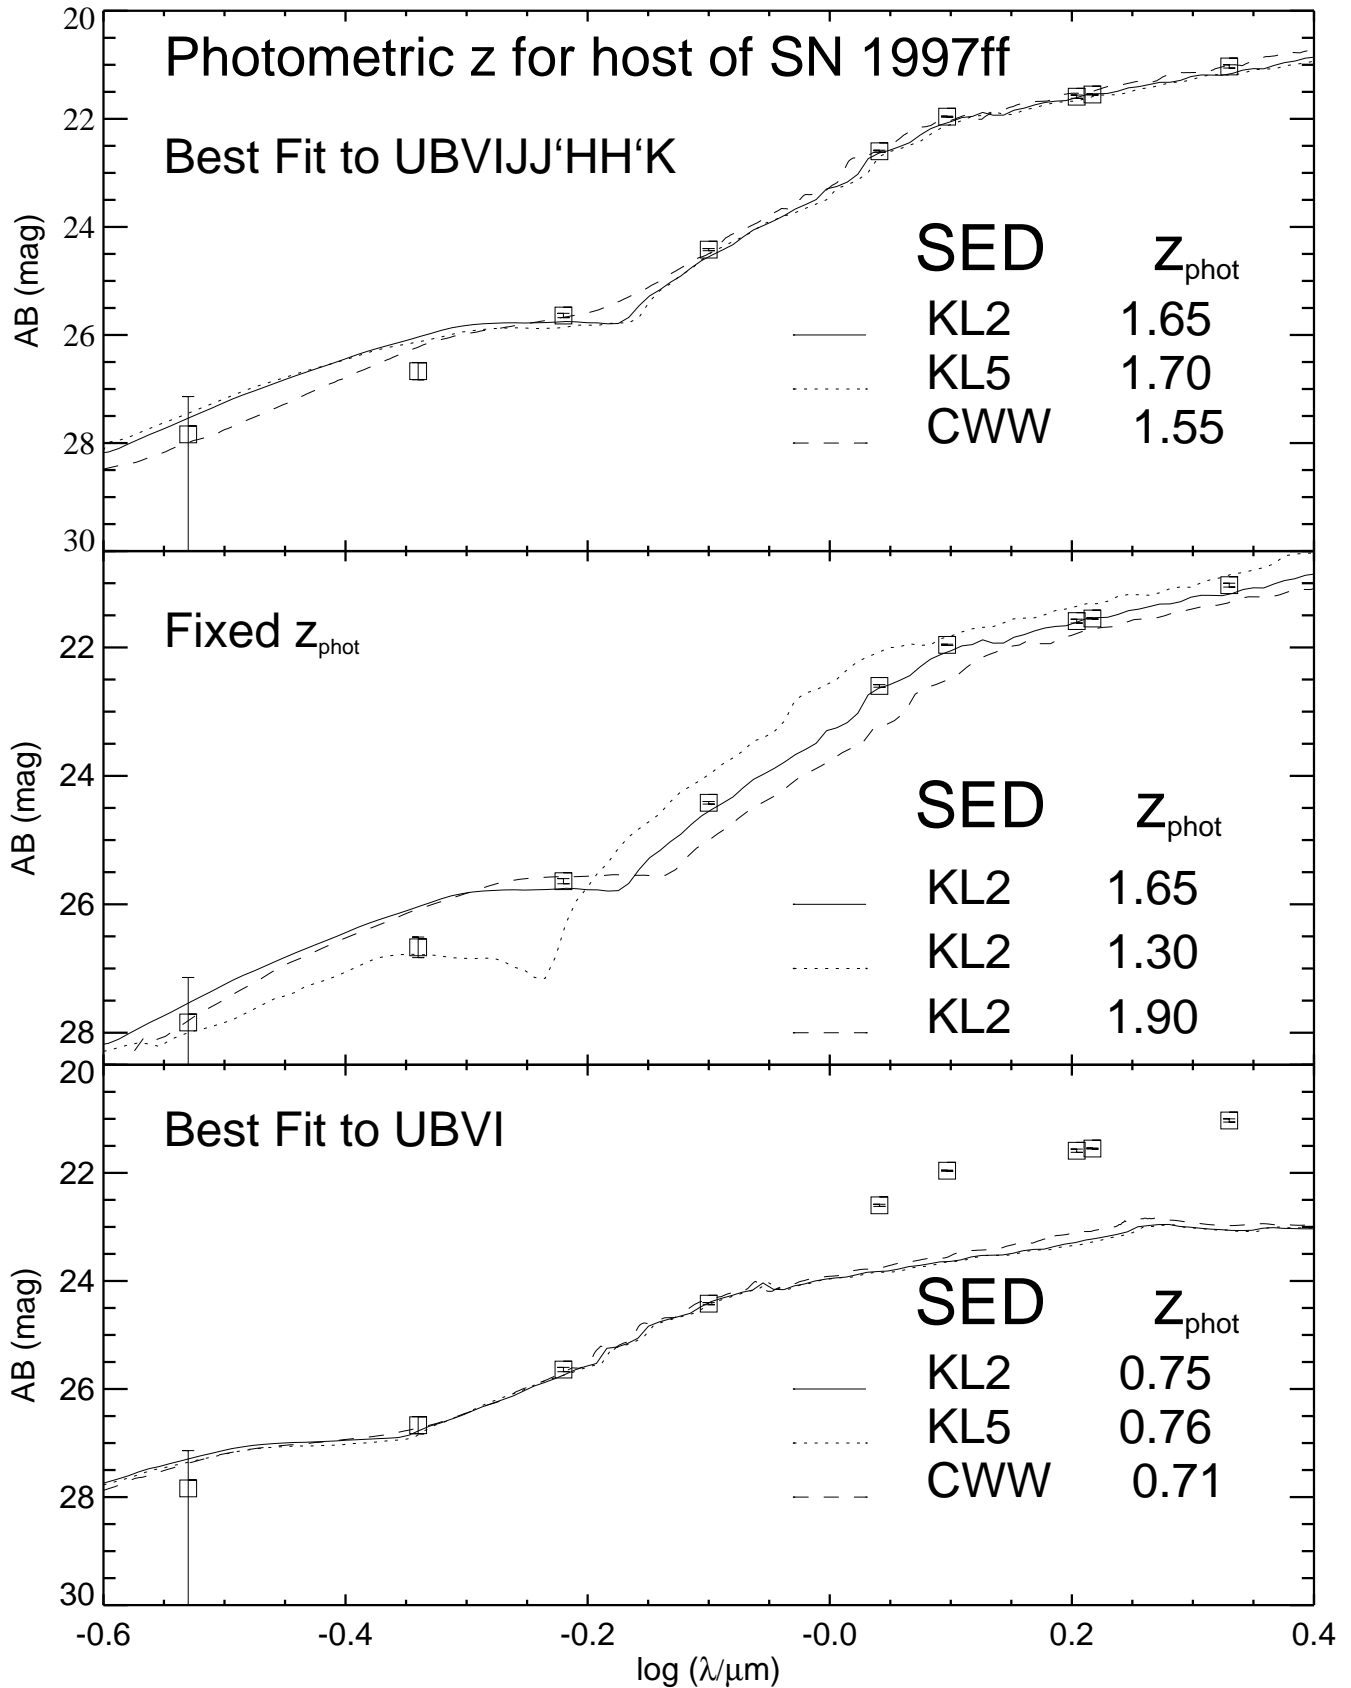 20
Photometric z for host of SN 1997ff
22
Best Fit to UBVIJJ‘HH‘K
24
SED zphot
AB (mag)
26
KL2 1.65
KL5 1.70
28
CWW 1.55
30
Fixed zphot
22
24
AB (mag)
SED zphot
26
KL2 1.65
KL2 1.30
28
KL2 1.90
20
Best Fit to UBVI
22
24
SED zphot
AB (mag)
26
KL2 0.75
KL5 0.76
28
CWW 0.71
30
-0.6 -0.4 -0.2 -0.0 0.2 0.4
log (λ/μm)